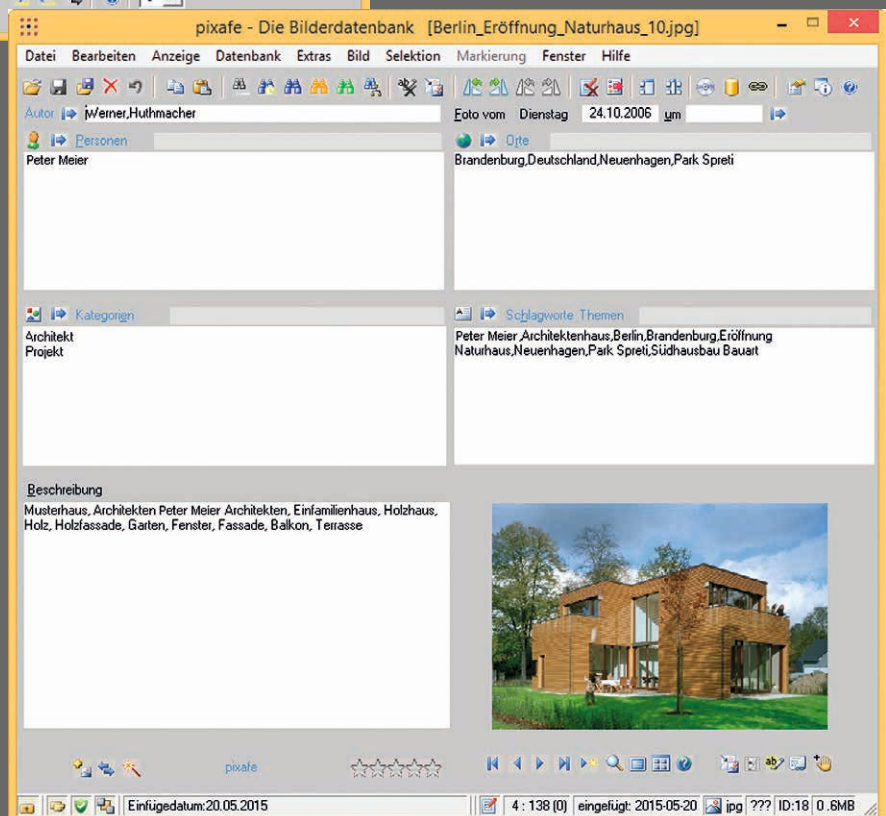 pixafe - Die Bilderdatenbank [Berlin_Eröffnung_Naturhaus_10.jpg]
Datei Bearbeiten Anzeige Datenbank Extras Bild Selektion Markierung Fenster Hilfe
Autor Werner,Huthmacher Foto vom Dienstag 24.10.2006 um
Personen Orte
Peter Meier Brandenburg,Deutschland,Neuenhagen,Park Spreti
Kategorien Schlagworte Themen
Architekt Peter Meier,Architektenhaus,Berlin,Brandenburg,Eröffnung
Projekt Naturhaus,Neuenhagen,Park Spreti,Südhausbau Bauart
Beschreibung
Musterhaus, Architekten Peter Meier Architekten, Einfamilienhaus, Holzhaus,
Holz, Holzfassade, Garten, Fenster, Fassade, Balkon, Terrasse
pixafe
Einfügedatum:20.05.2015 4 : 138 (0) eingefügt: 2015-05-20 jpg ??? ID:18 0.6MB